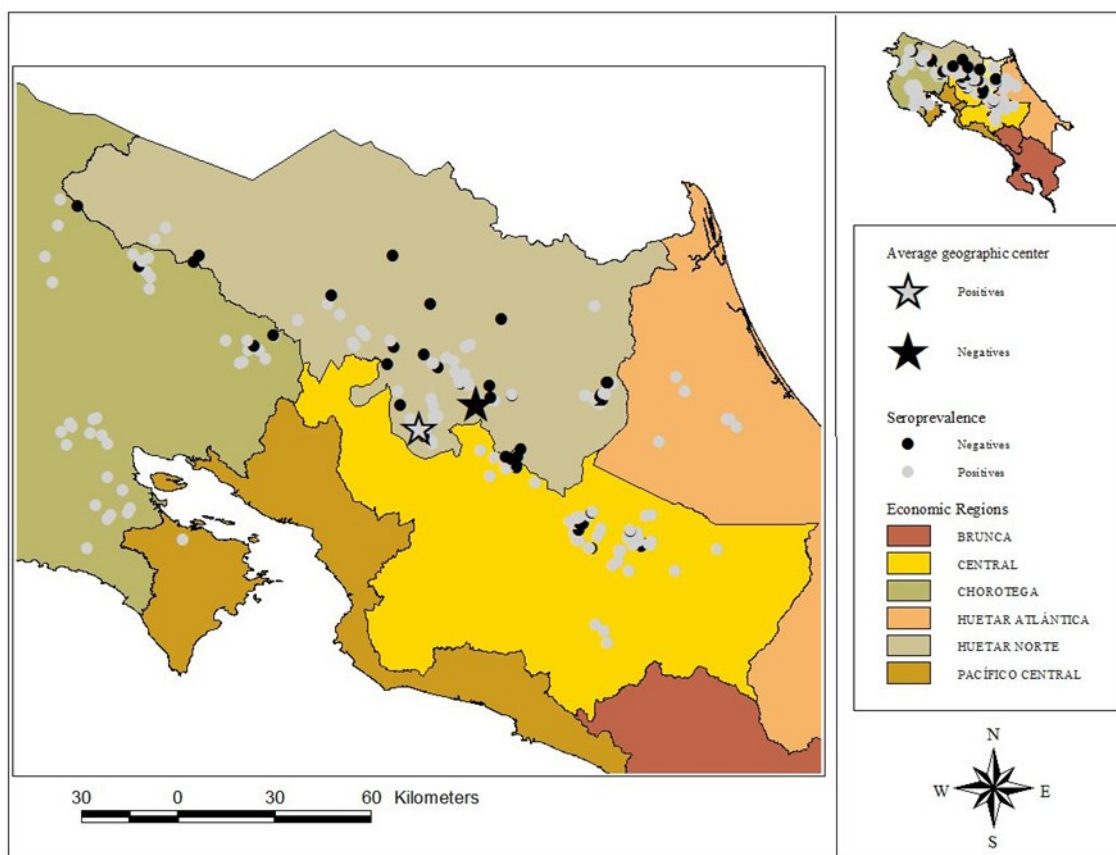 Average geographic center
Positives
Negatives
Seroprevalence
Negatives
Positives
Economic Regions
BRUNCA
CENTRAL
CHOROTEGA
HUETAR ATLÁNTICA
HUETAR NORTE
PACÍFICO CENTRAL
N
W E
S
30 0 30 60 Kilometers